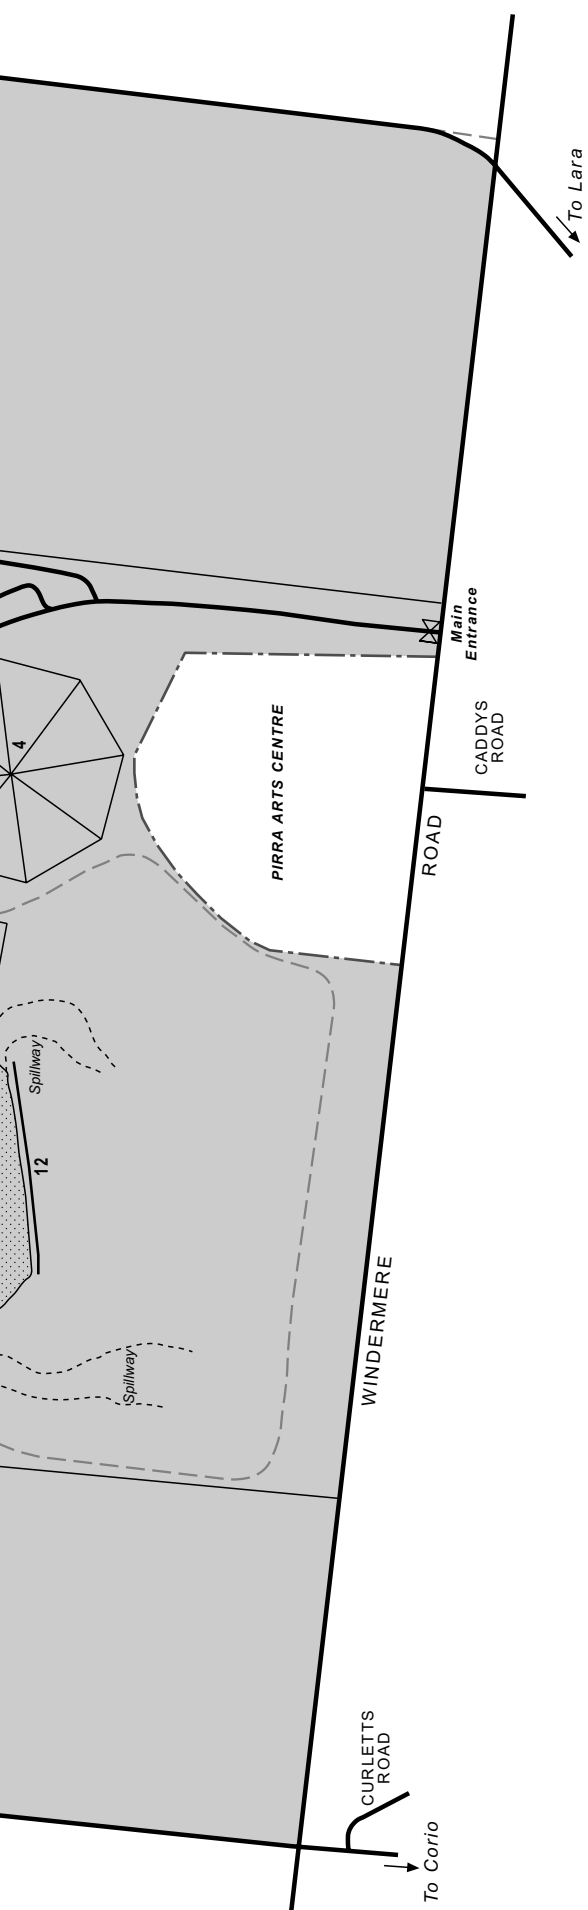 To Lara
Main
Entrance
4
PIRRA ARTS CENTRE
CADDYS
ROAD
ROAD
Spillway
12
WINDERMERE
Spillway
CURLETTS
ROAD
To Corio